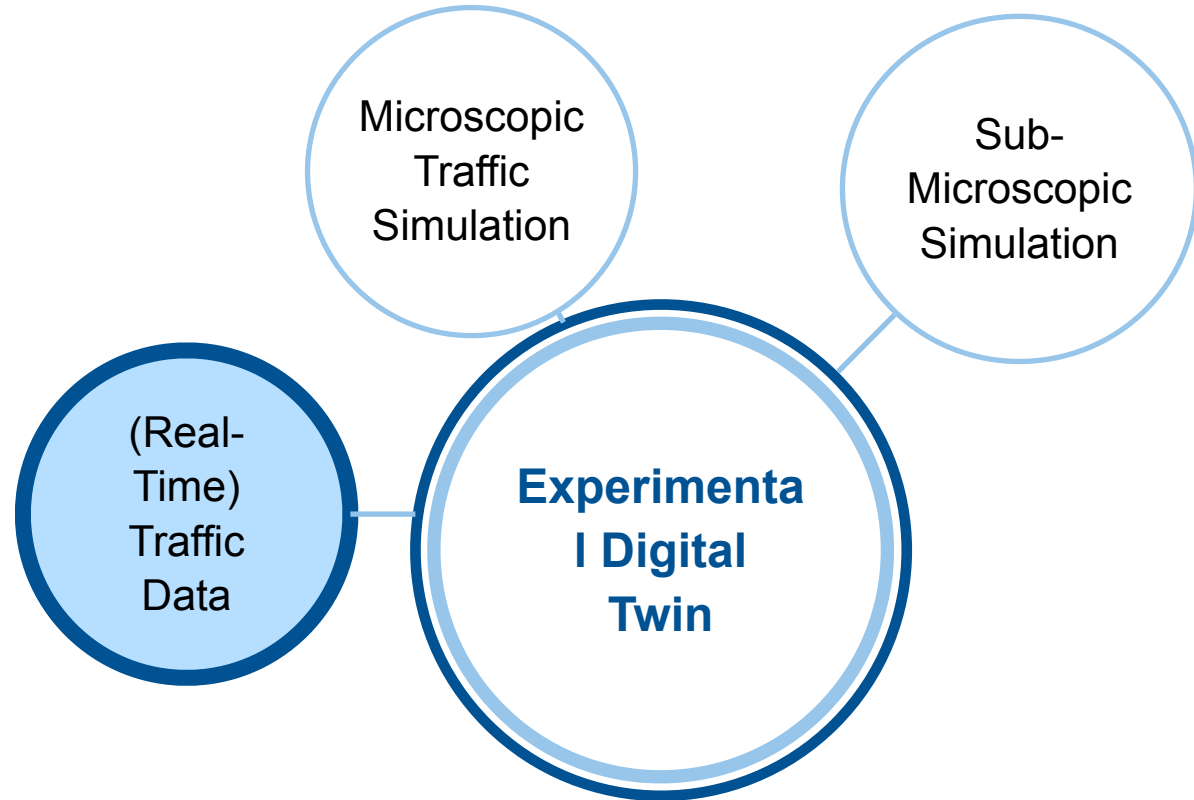 Microscopic
Traffic
Simulation
Sub-
Microscopic
Simulation
(Real-
Time)
Traffic
Data
Experimenta
l Digital
Twin